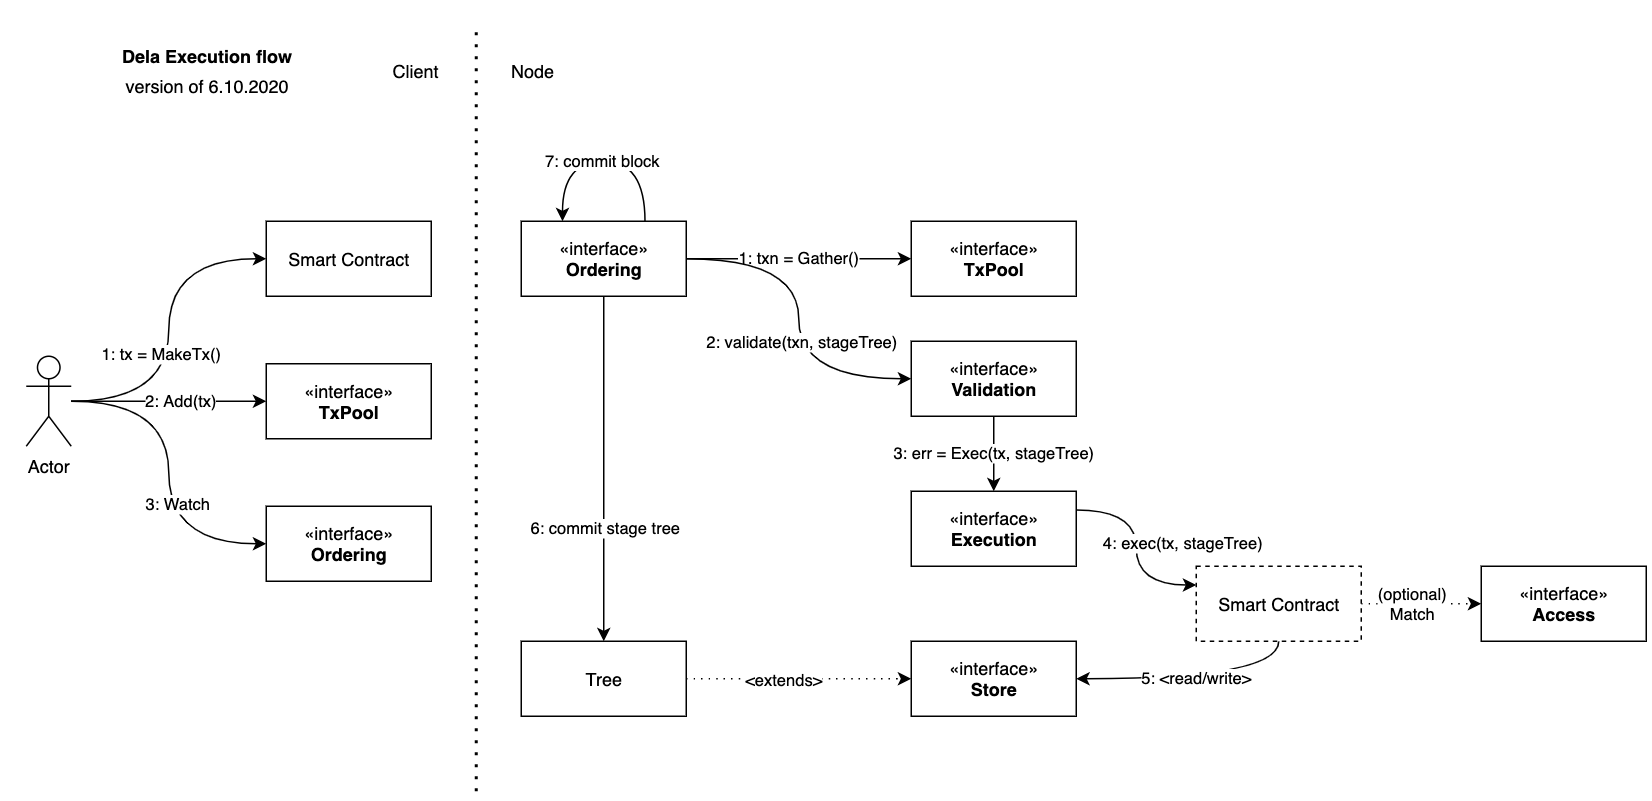 Dela Execution flow
version of 6.10.2020
Client
Node
7: commit block
Smart Contract
«interface»
Ordering
1: txn = Gather()
«interface»
TxPool
1: tx = MakeTx()
2: validate(txn, stageTree)
«interface»
Validation
2: Add(tx)
«interface»
TxPool
Actor
3: err = Exec(tx, stageTree)
3: Watch
«interface»
Ordering
6: commit stage tree
«interface»
Execution
4: exec(tx, stageTree)
Smart Contract
(optional)
Match
«interface»
Access
Tree
<extends>
«interface»
Store
5: <read/write>